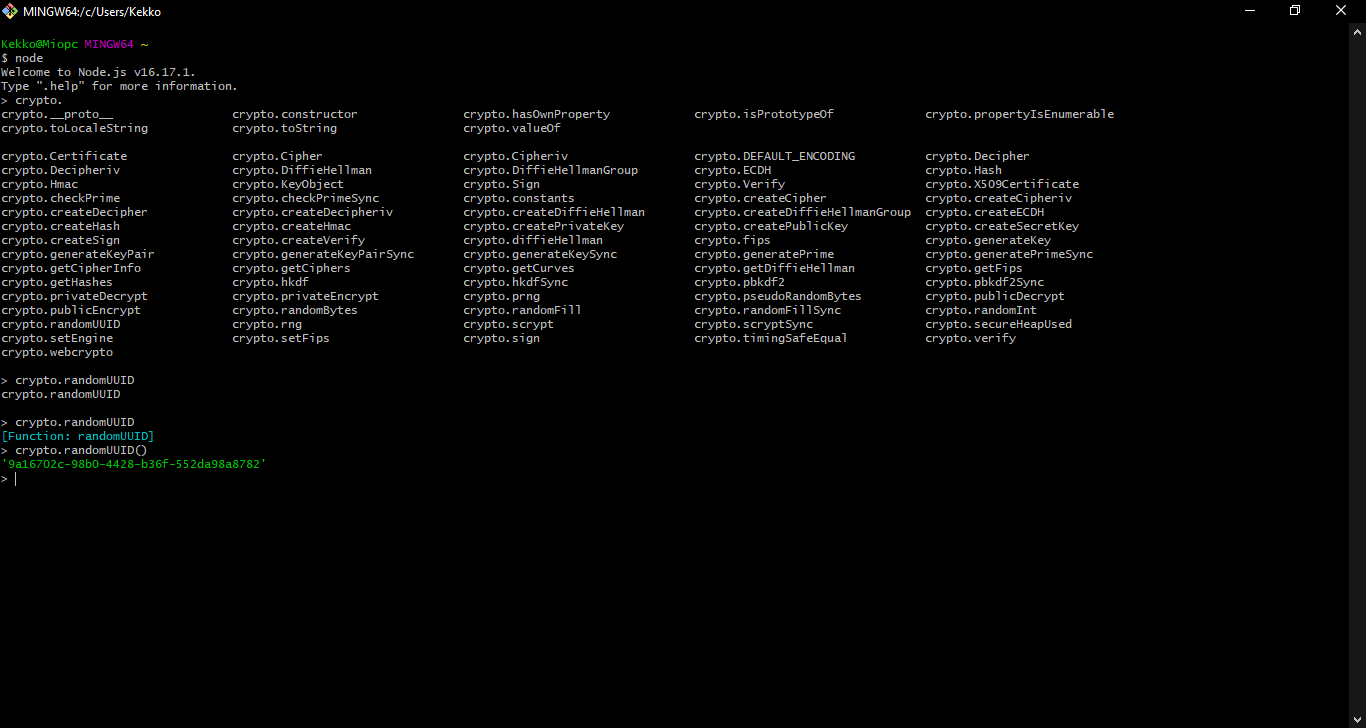 MINGW64:/c/Users/Kekko
Kekko@Miopc MINGW64 ~
$ node
Welcome to Node.js v16.17.1.
Type ".help" for more information.
> crypto.
crypto.__proto__ crypto.constructor crypto.hasOwnProperty crypto.isPrototypeOf crypto.propertyIsEnumerable
crypto.toLocaleString crypto.toString crypto.valueOf
crypto.Certificate crypto.Cipher crypto.Cipheriv crypto.DEFAULT_ENCODING crypto.Decipher
crypto.Decipheriv crypto.DiffieHellman crypto.DiffieHellmanGroup crypto.ECDH crypto.Hash
crypto.Hmac crypto.KeyObject crypto.Sign crypto.Verify crypto.X509Certificate
crypto.checkPrime crypto.checkPrimeSync crypto.constants crypto.createCipher crypto.createCipheriv
crypto.createDecipher crypto.createDecipheriv crypto.createDiffieHellman crypto.createDiffieHellmanGroup crypto.createECDH
crypto.createHash crypto.createHmac crypto.createPrivateKey crypto.createPublicKey crypto.createSecretKey
crypto.createSign crypto.createVerify crypto.diffieHellman crypto.fips crypto.generateKey
crypto.generateKeyPair crypto.generateKeyPairSync crypto.generateKeySync crypto.generatePrime crypto.generatePrimeSync
crypto.getCipherInfo crypto.getCiphers crypto.getCurves crypto.getDiffieHellman crypto.getFips
crypto.getHashes crypto.hkdf crypto.hkdfSync crypto.pbkdf2 crypto.pbkdf2Sync
crypto.privateDecrypt crypto.privateEncrypt crypto.prng crypto.pseudoRandomBytes crypto.publicDecrypt
crypto.publicEncrypt crypto.randomBytes crypto.randomFill crypto.randomFillSync crypto.randomInt
crypto.randomUUID crypto.rng crypto.scrypt crypto.scryptSync crypto.secureHeapUsed
crypto.setEngine crypto.setFips crypto.sign crypto.timingSafeEqual crypto.verify
crypto.webcrypto
> crypto.randomUUID
crypto.randomUUID
> crypto.randomUUID
[Function: randomUUID]
> crypto.randomUUID()
'9a16702c-98b0-4428-b36f-552da98a8782'
>